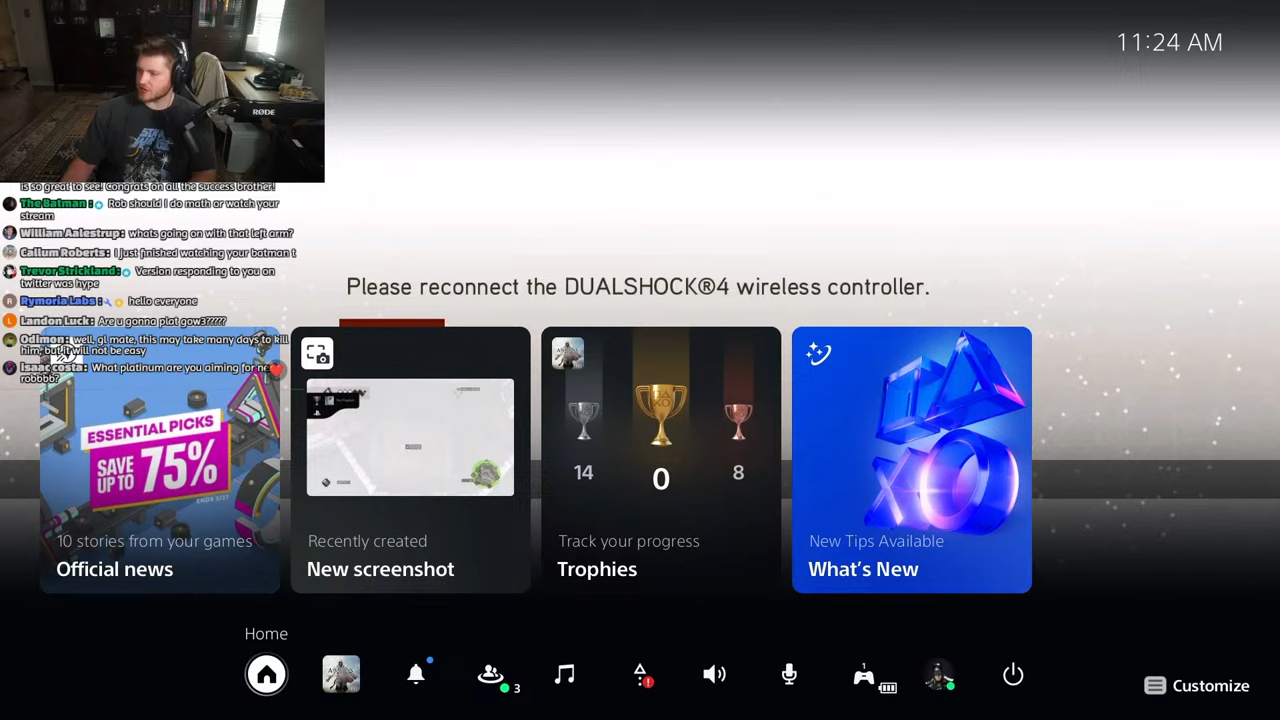 11:24 AM
RØDE
is so great to see! Congrats on all the success brother!
The Batman: Rob should I do math or watch your
stream
William Aalestrup: whats going on with that left arm?
Callum Roberts: I just finished watching your batman t
Trevor Strickland: Version responding to you on
twitter was hype
R Rymoria Labs: hello everyone
L Landon Luck: Are u gonna plat gow3?????
Odimon: well, gl mate, this may take many days to kill
him, but it will not be easy
isaac costa: What platinum are you aiming for ne
robbbb?
Please reconnect the DUALSHOCK®4 wireless controller.
ESSENTIAL PICKS
SAVE
UP TO 75%
ENDS 3/27
10 stories from your games
Official news
Recently created
New screenshot
14
0
8
Track your progress
Trophies
New Tips Available
What's New
Home
3
1
Customize